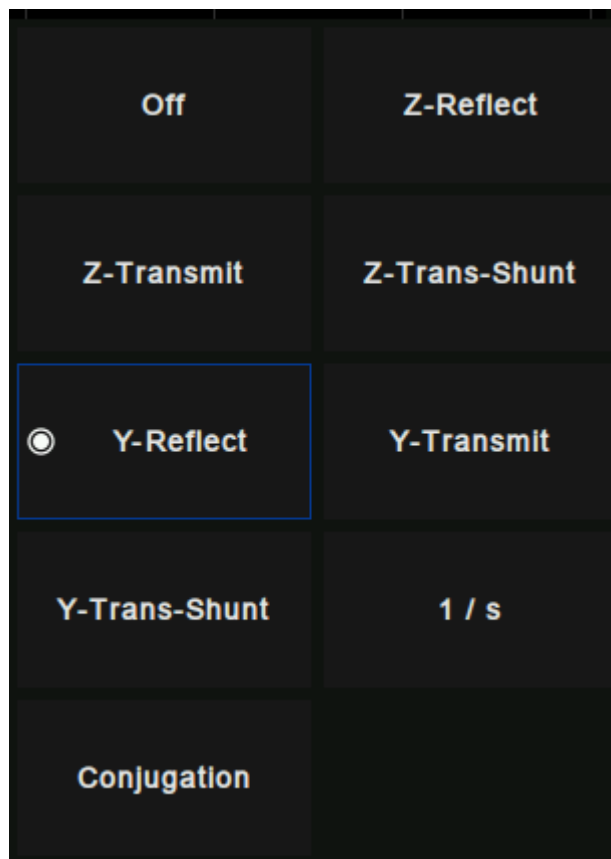 Off
Z-Reflect
Z-Transmit
Z-Trans-Shunt
Y-Reflect
Y-Transmit
Y-Trans-Shunt
1 / s
Conjugation